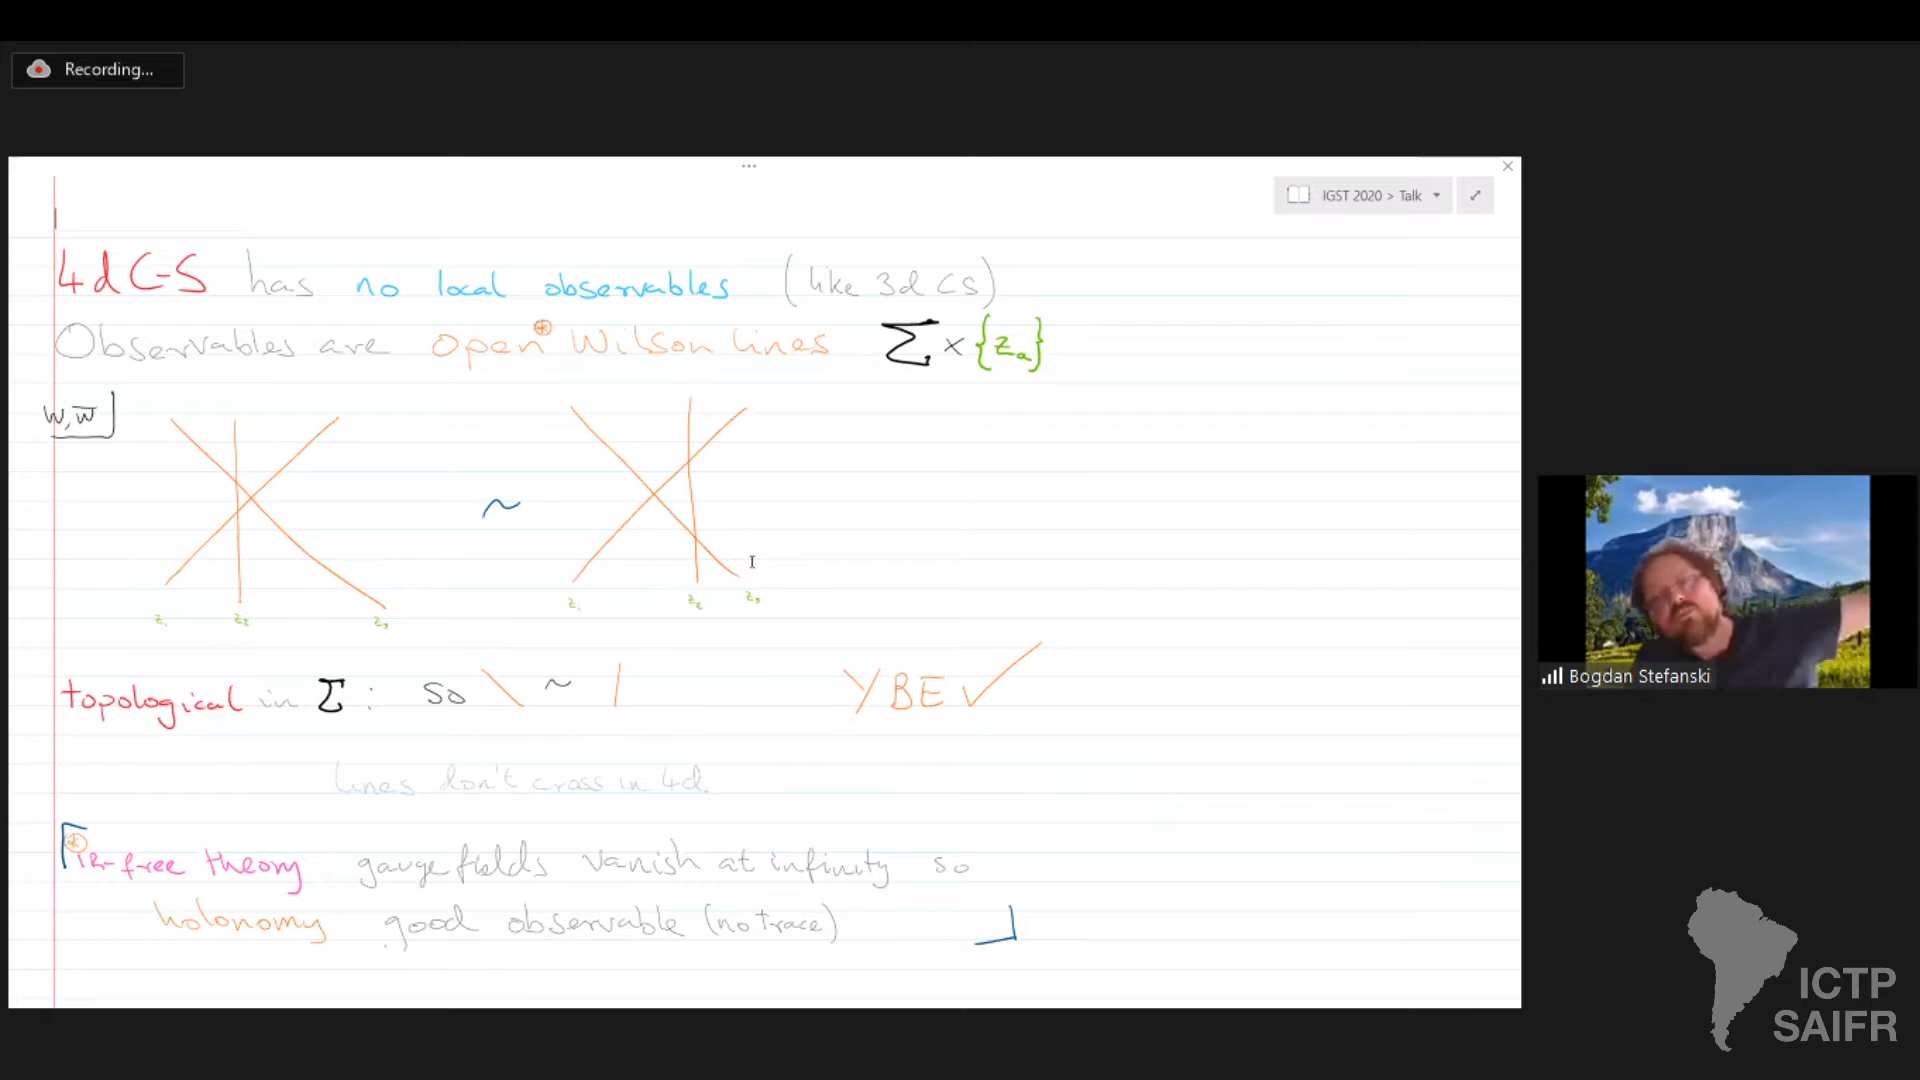 Recording...
IGST 2020 > Talk
4d C-S has no local observables (like 3d CS)
Observables are open ⊛ Wilson lines Σ × {z_a}
w, w̄
~
z₁ z₂ z₃ z₁ z₂ z₃
topological in Σ : so \ ~ | YBE ✓
lines don't cross in 4d.
⊛ IR-free theory gauge fields vanish at infinity so
holonomy good observable (no trace)
Bogdan Stefanski
ICTP
SAIFR